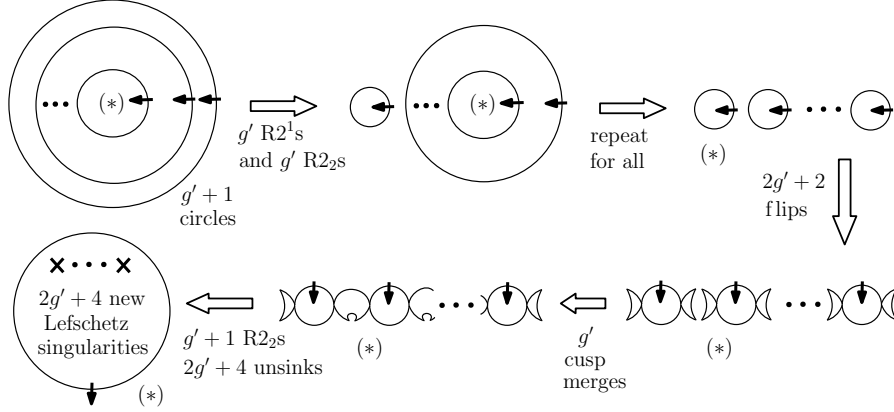 (∗)
g′ + 1
circles
g′ R2¹s
and g′ R2₂s
(∗)
repeat
for all
(∗)
2g′ + 2
flips
(∗)
g′
cusp
merges
(∗)
g′ + 1 R2₂s
2g′ + 4 unsinks
2g′ + 4 new
Lefschetz
singularities
(∗)